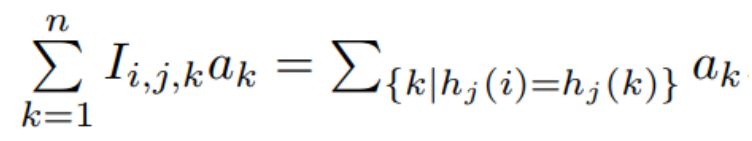 \sum_{k=1}^{n} I_{i,j,k} a_k = \sum_{\{k|h_j(i)=h_j(k)\}} a_k